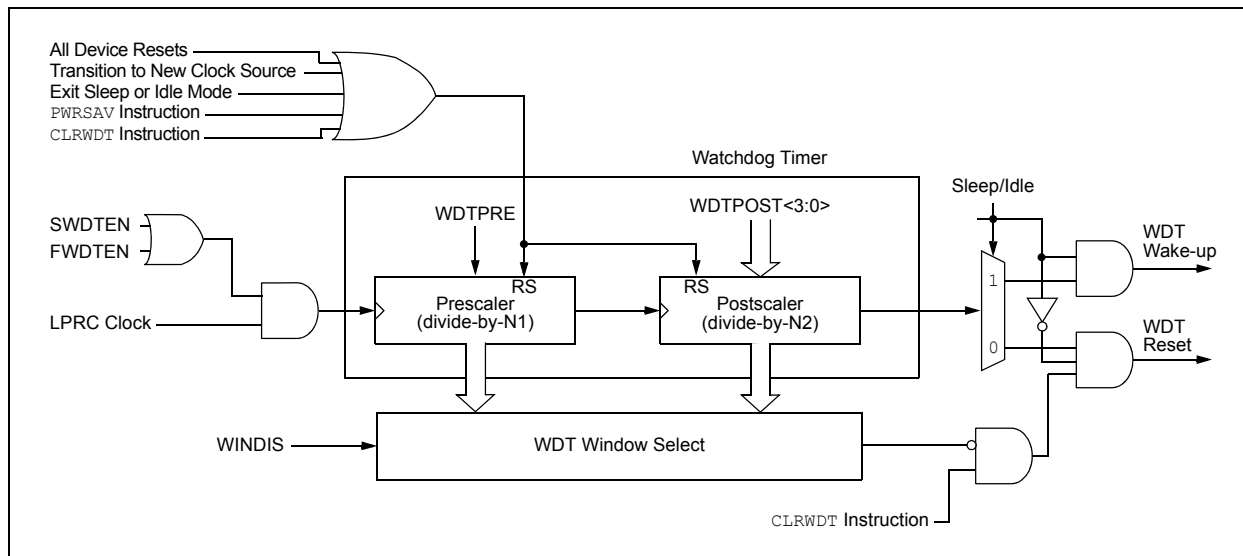 All Device Resets
Transition to New Clock Source
Exit Sleep or Idle Mode
PWRSAV Instruction
CLRWDT Instruction
Watchdog Timer
Sleep/Idle
SWDTEN
FWDTEN
WDTPRE
WDTPOST<3:0>
WDT
Wake-up
RS
RS
1
Prescaler
(divide-by-N1)
Postscaler
(divide-by-N2)
LPRC Clock
0
WDT
Reset
WINDIS
WDT Window Select
CLRWDT Instruction